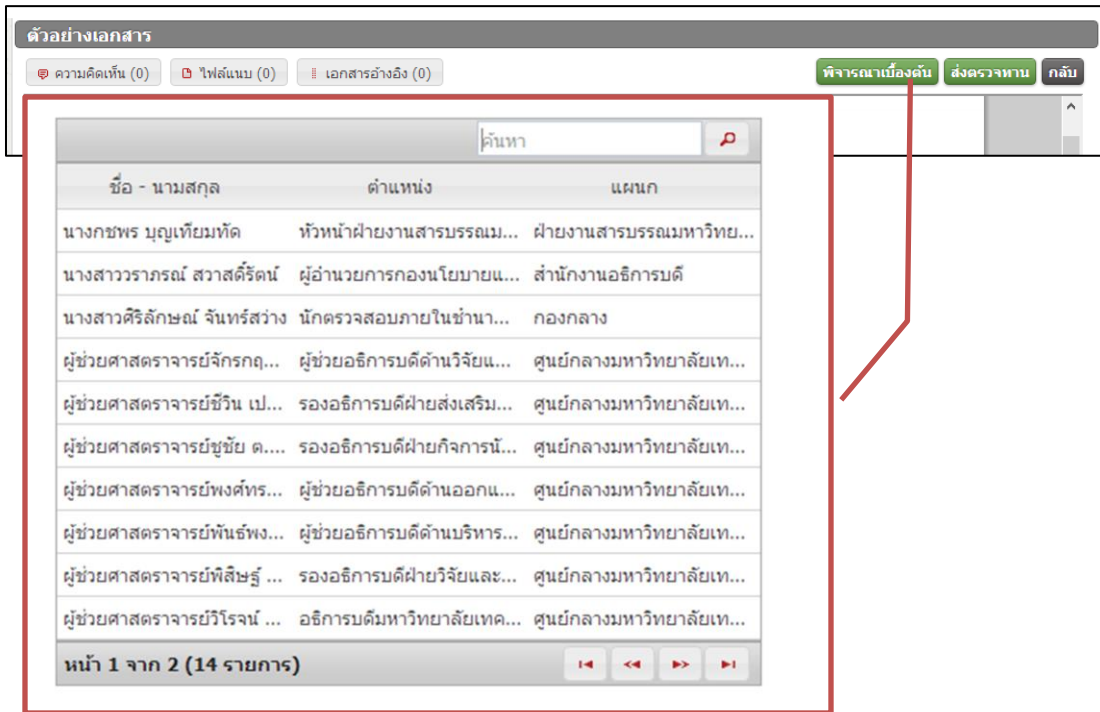 ตัวอย่างเอกสาร
ความคิดเห็น (0) ไฟล์แนบ (0) เอกสารอ้างอิง (0) พิจารณาเบื้องต้น ส่งตรวจทาน กลับ
ค้นหา
ชื่อ - นามสกุล ตำแหน่ง แผนก
นางกชพร บุญเทียมทัด หัวหน้าฝ่ายงานสารบรรณม... ฝ่ายงานสารบรรณมหาวิทย...
นางสาววราภรณ์ สวาสดิ์รัตน์ ผู้อำนวยการกองนโยบายแ... สำนักงานอธิการบดี
นางสาวศิริลักษณ์ จันทร์สว่าง นักตรวจสอบภายในชำนา... กองกลาง
ผู้ช่วยศาสตราจารย์จักรกฤ... ผู้ช่วยอธิการบดีด้านวิจัยแ... ศูนย์กลางมหาวิทยาลัยเท...
ผู้ช่วยศาสตราจารย์ชีวิน เป... รองอธิการบดีฝ่ายส่งเสริม... ศูนย์กลางมหาวิทยาลัยเท...
ผู้ช่วยศาสตราจารย์ชูชัย ต.... รองอธิการบดีฝ่ายกิจการนั... ศูนย์กลางมหาวิทยาลัยเท...
ผู้ช่วยศาสตราจารย์พงศ์ทร... ผู้ช่วยอธิการบดีด้านออกแ... ศูนย์กลางมหาวิทยาลัยเท...
ผู้ช่วยศาสตราจารย์พันธ์พง... ผู้ช่วยอธิการบดีด้านบริหาร... ศูนย์กลางมหาวิทยาลัยเท...
ผู้ช่วยศาสตราจารย์พิสิษฐ์ ... รองอธิการบดีฝ่ายวิจัยและ... ศูนย์กลางมหาวิทยาลัยเท...
ผู้ช่วยศาสตราจารย์วิโรจน์ ... อธิการบดีมหาวิทยาลัยเทค... ศูนย์กลางมหาวิทยาลัยเท...
หน้า 1 จาก 2 (14 รายการ)